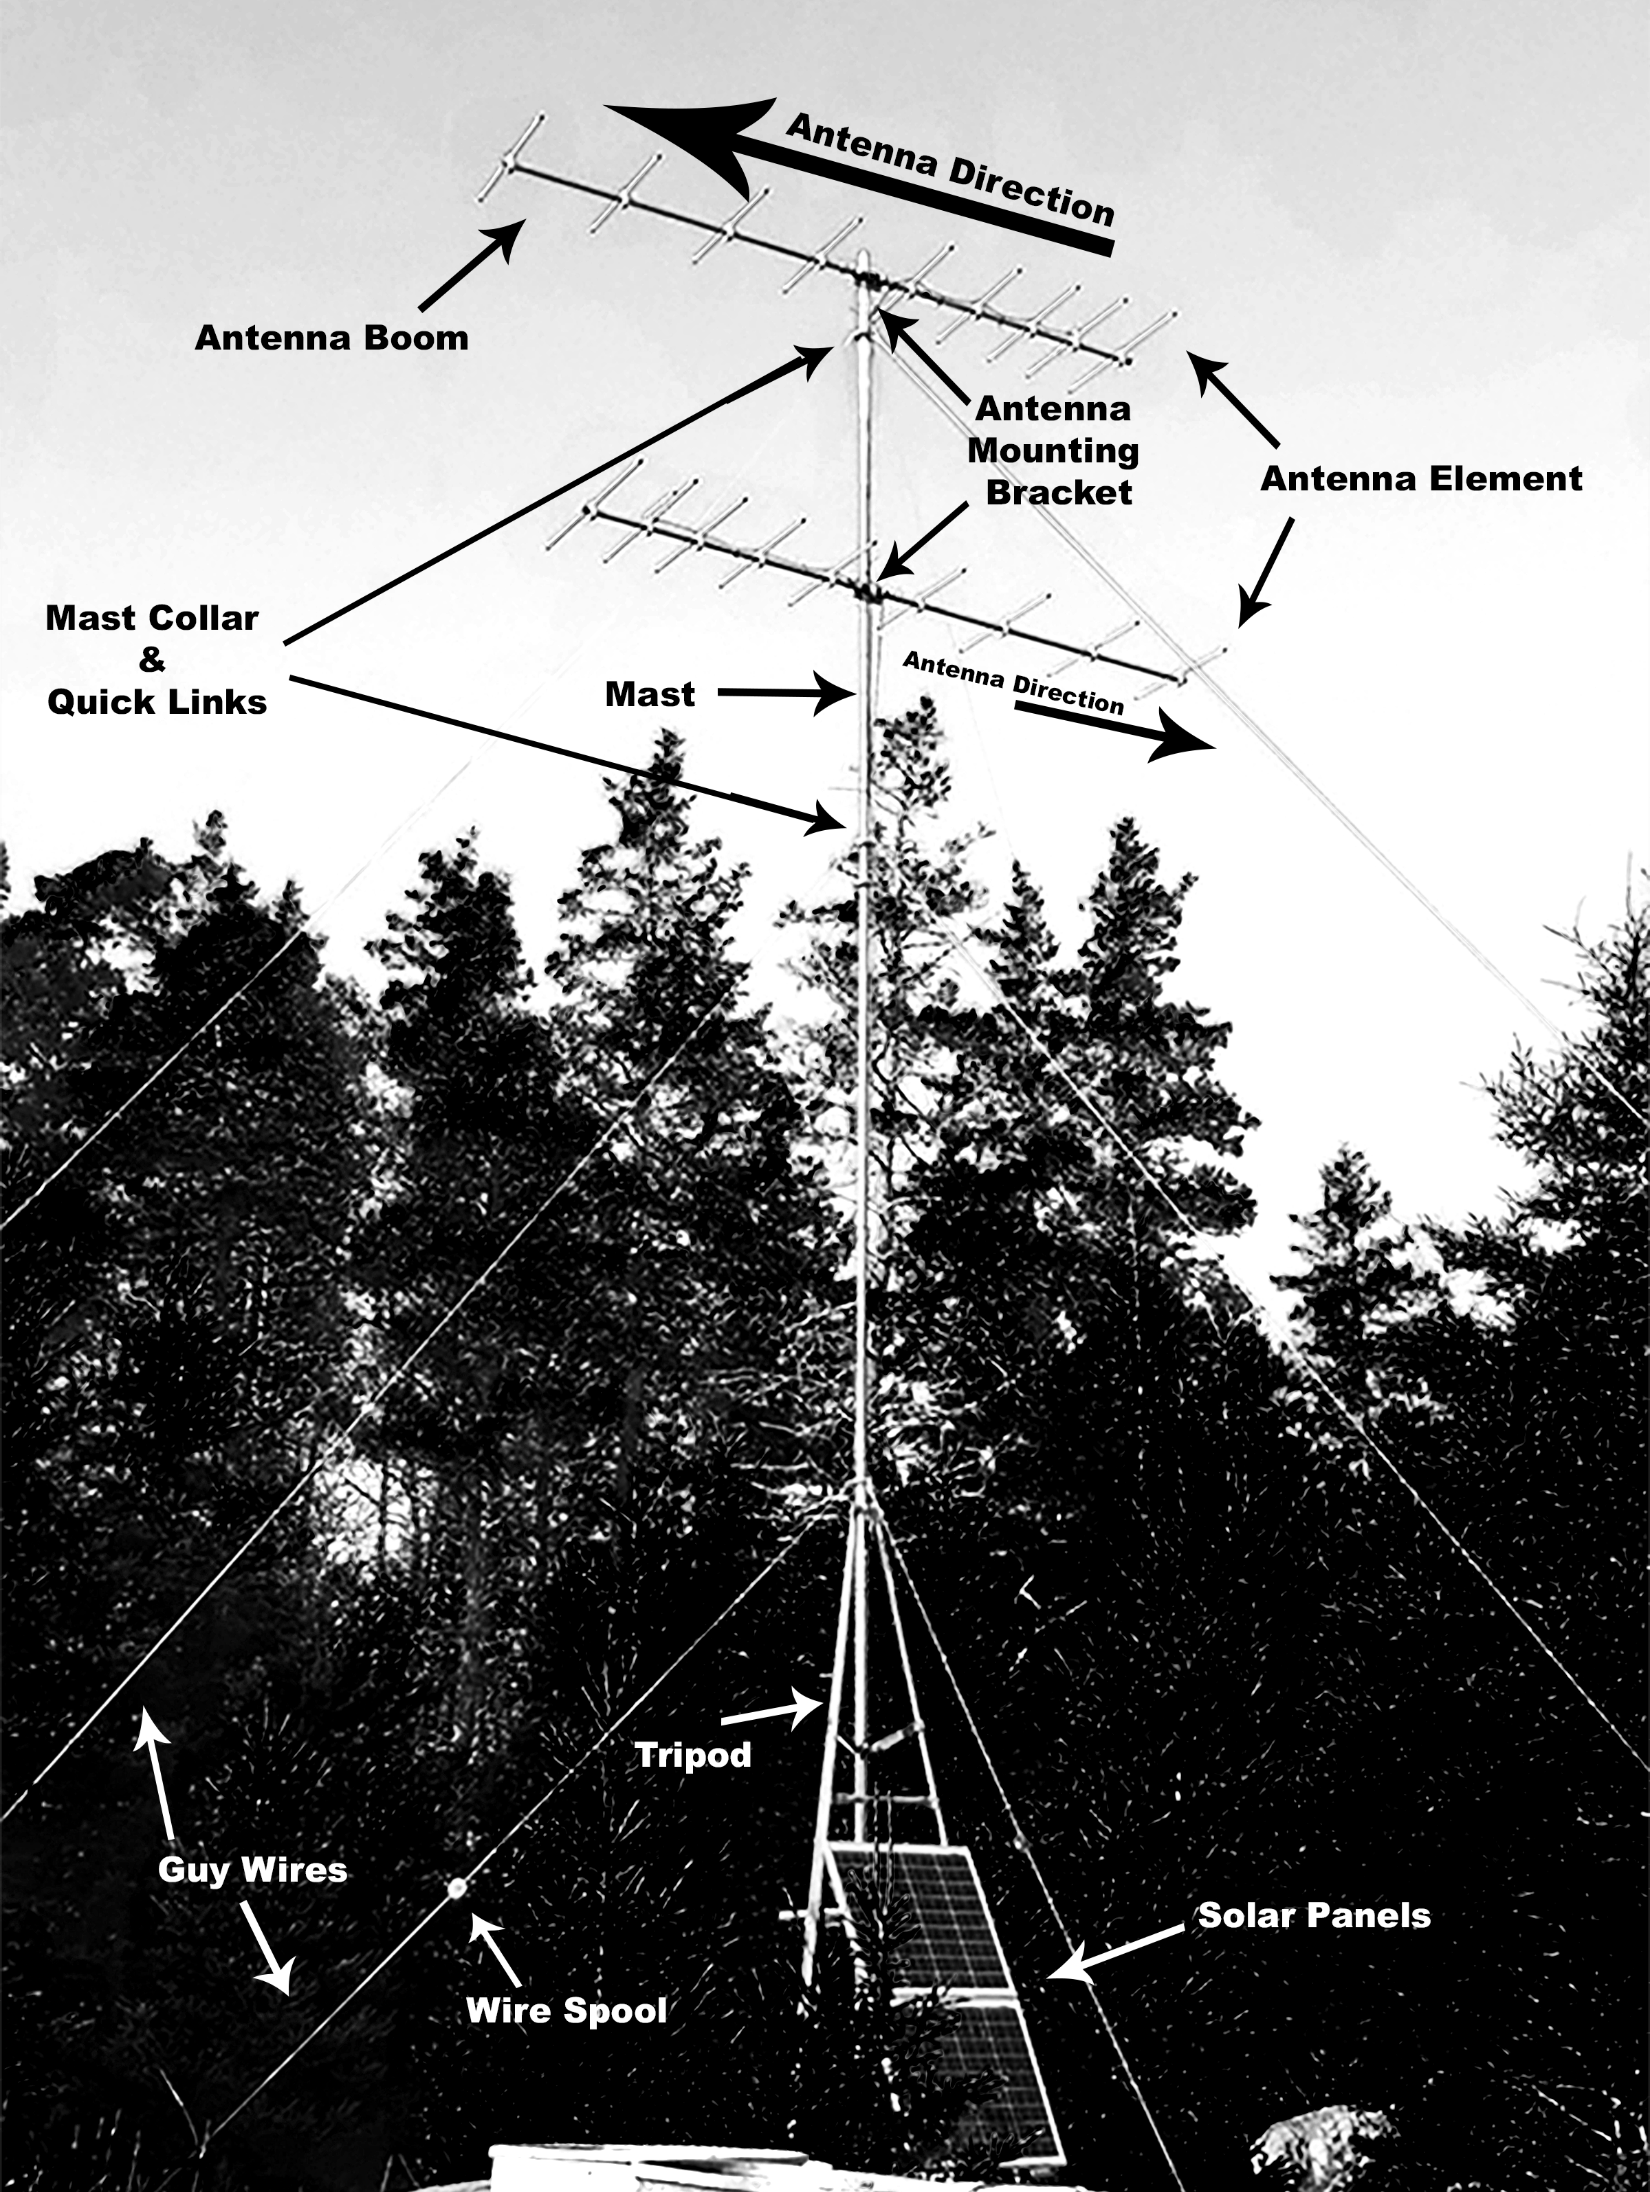 Antenna Direction
Antenna Boom
Antenna
Mounting
Bracket
Antenna Element
Mast Collar
&
Quick Links
Mast
Antenna Direction
Tripod
Guy Wires
Solar Panels
Wire Spool